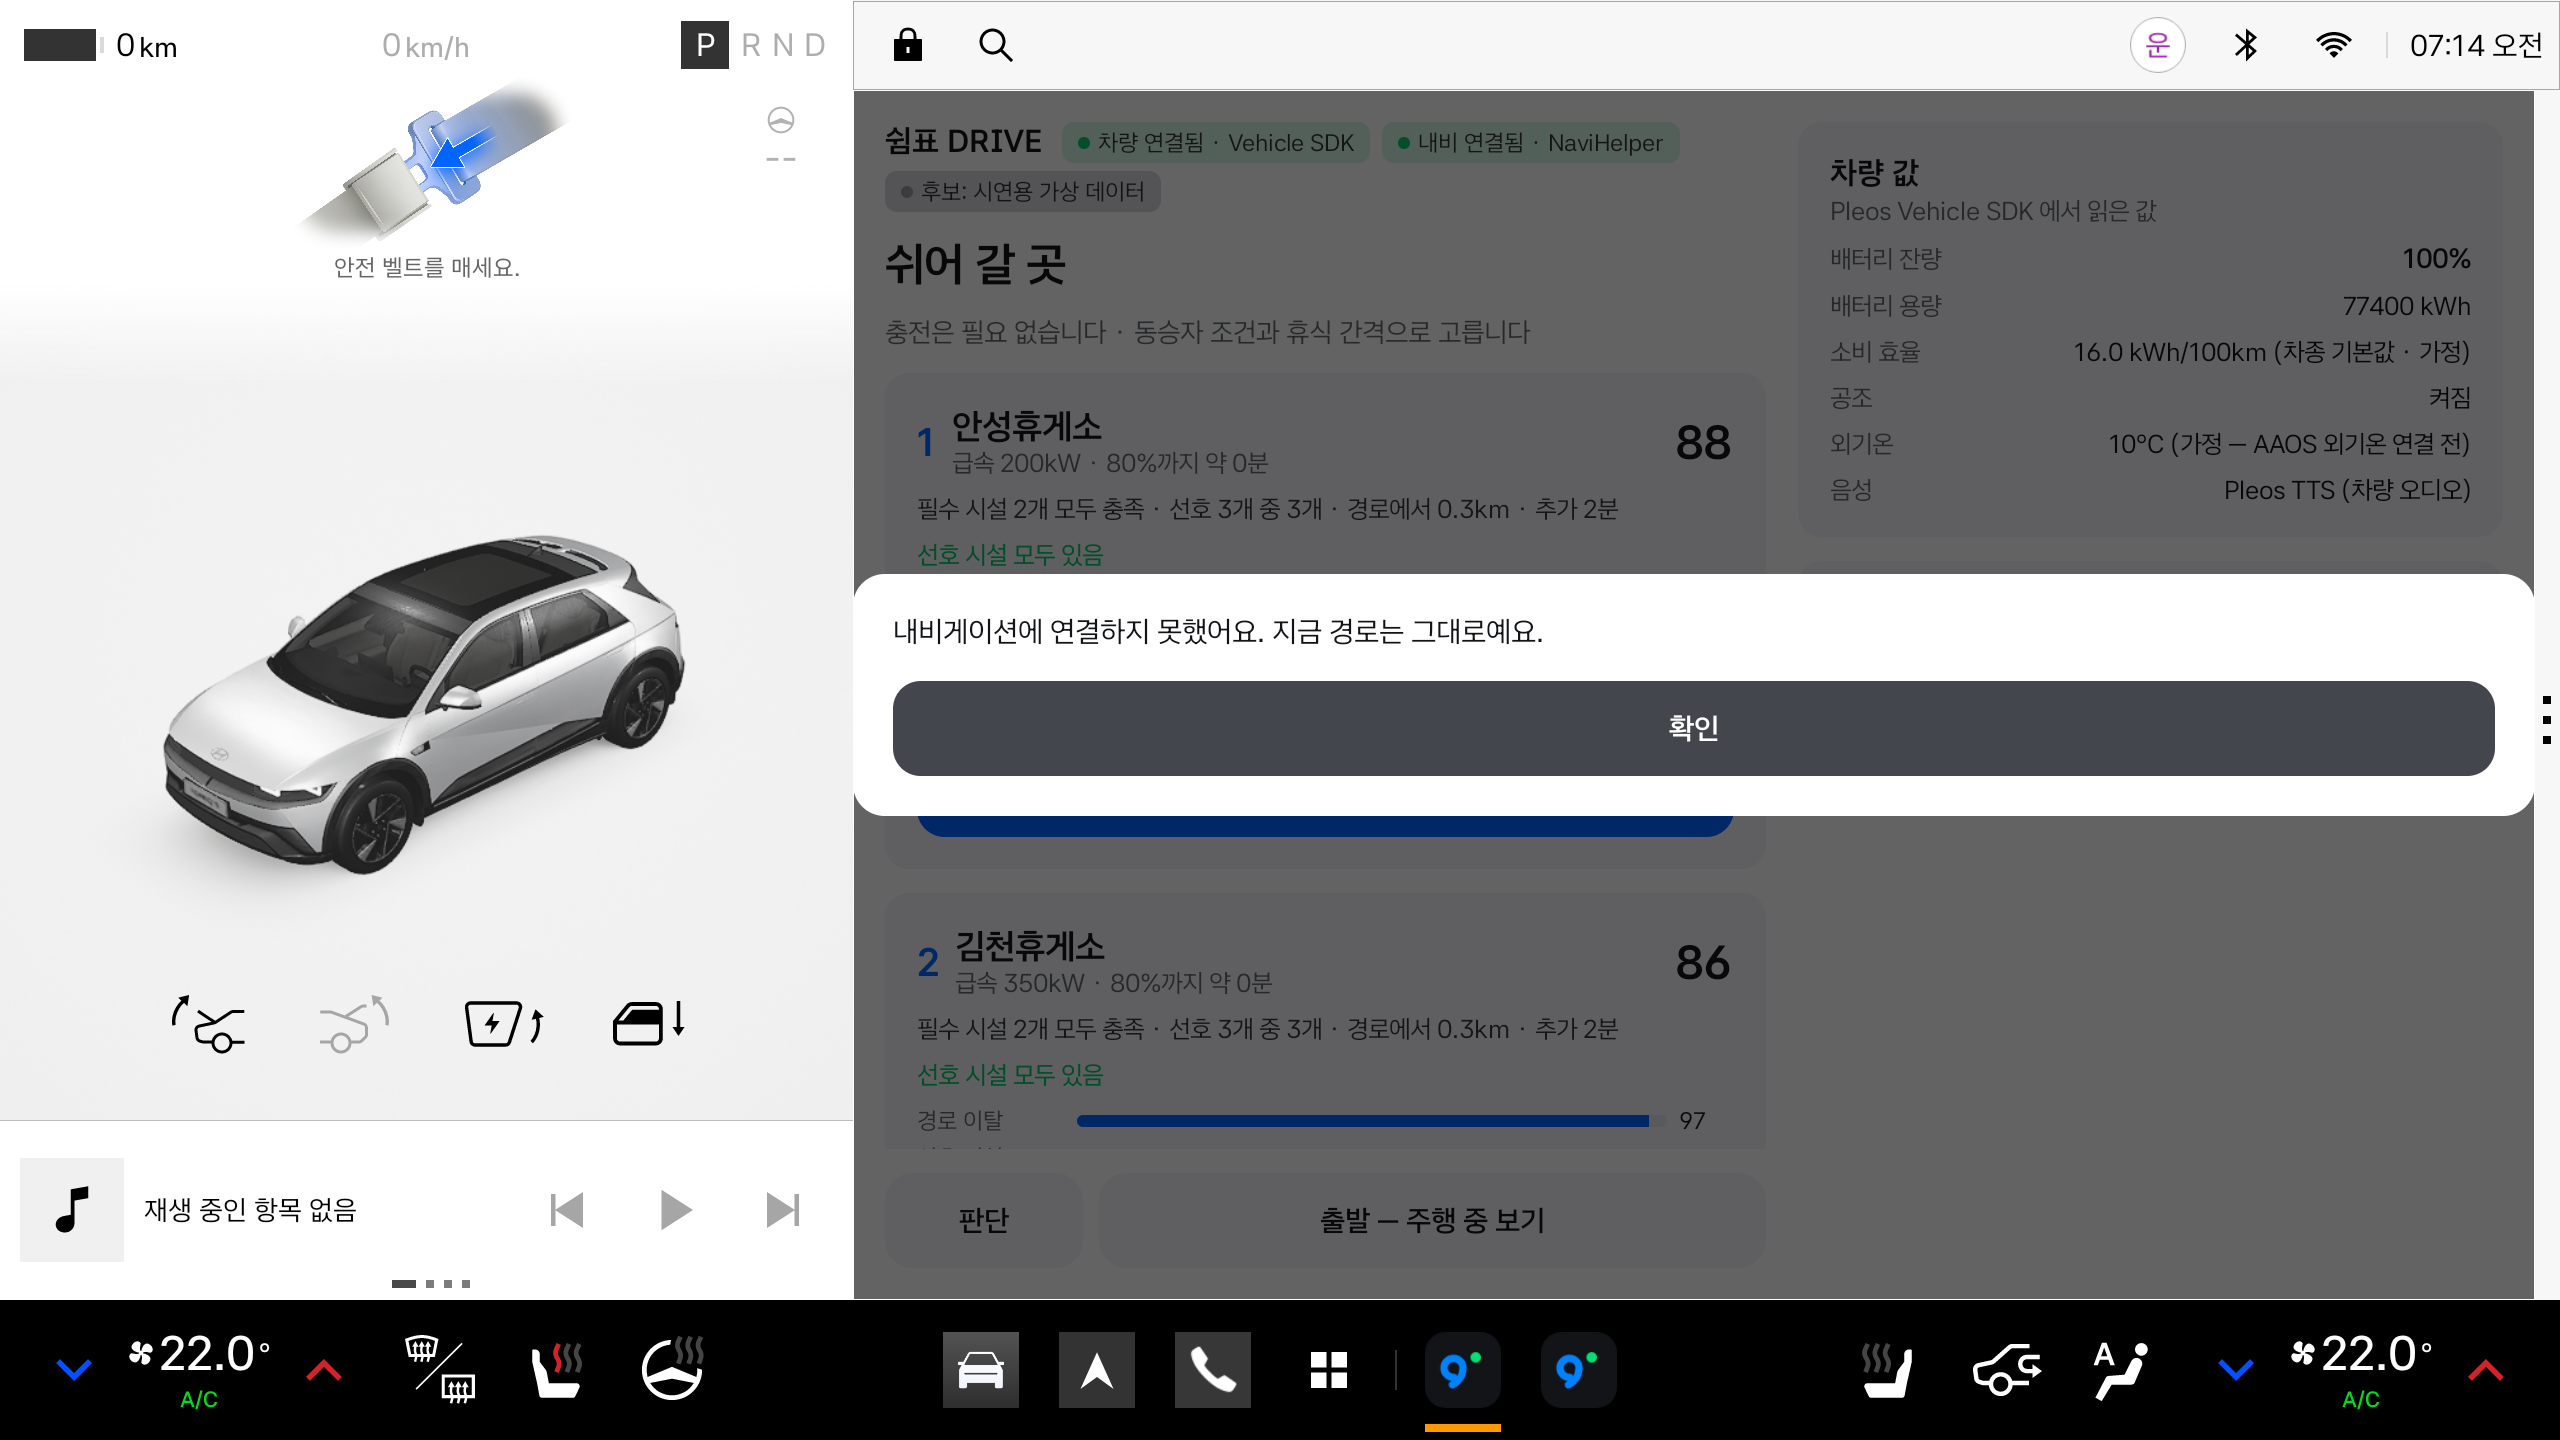 0 km
0 km/h
P R N D
안전 벨트를 매세요.
재생 중인 항목 없음
운
07:14 오전
쉼표 DRIVE
차량 연결됨 · Vehicle SDK
내비 연결됨 · NaviHelper
후보: 시연용 가상 데이터
쉬어 갈 곳
충전은 필요 없습니다 · 동승자 조건과 휴식 간격으로 고릅니다
1 안성휴게소 88
급속 200kW · 80%까지 약 0분
필수 시설 2개 모두 충족 · 선호 3개 중 3개 · 경로에서 0.3km · 추가 2분
선호 시설 모두 있음
차량 값
Pleos Vehicle SDK 에서 읽은 값
배터리 잔량 100%
배터리 용량 77400 kWh
소비 효율 16.0 kWh/100km (차종 기본값 · 가정)
공조 켜짐
외기온 10°C (가정 — AAOS 외기온 연결 전)
음성 Pleos TTS (차량 오디오)
내비게이션에 연결하지 못했어요. 지금 경로는 그대로예요.
확인
2 김천휴게소 86
급속 350kW · 80%까지 약 0분
필수 시설 2개 모두 충족 · 선호 3개 중 3개 · 경로에서 0.3km · 추가 2분
선호 시설 모두 있음
경로 이탈 97
판단
출발 — 주행 중 보기
22.0°
A/C
A
22.0°
A/C